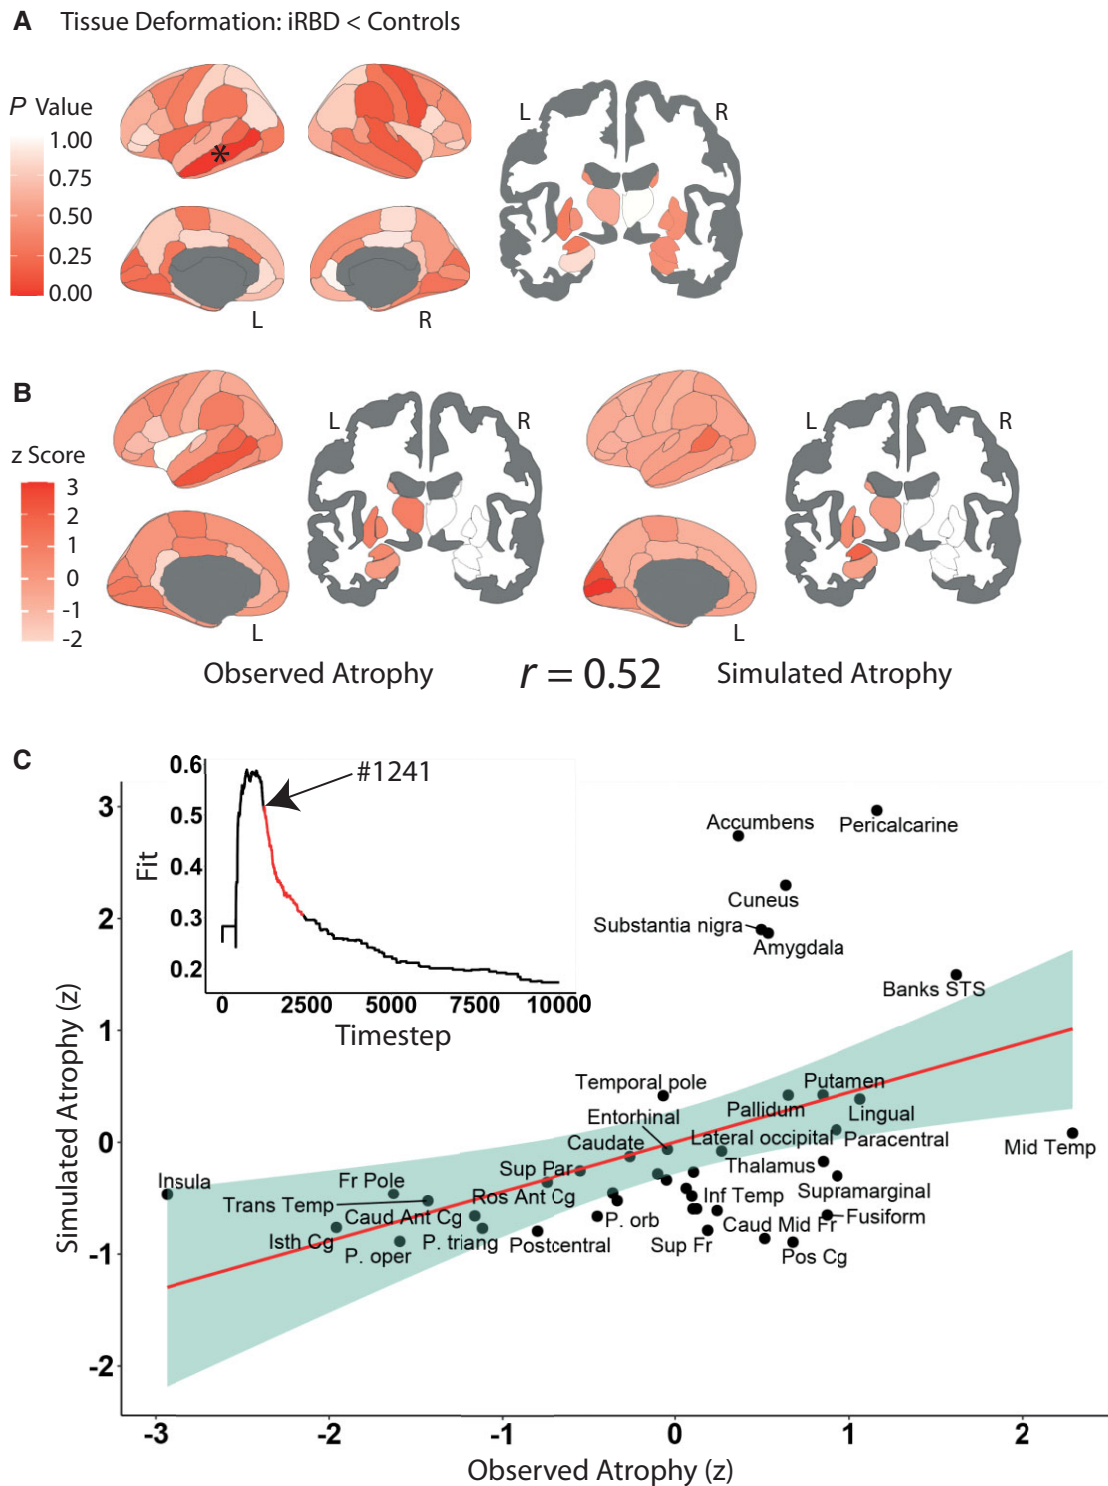 A Tissue Deformation: iRBD < Controls
P Value
1.00
0.75
0.50
0.25
0.00
L
R
L
R
B
z Score
3
2
1
0
-1
-2
L
L
R
L
L
R
Observed Atrophy
r = 0.52
Simulated Atrophy
C
#1241
Fit
0.6
0.5
0.4
0.3
0.2
0 2500 5000 7500 10000
Timestep
Simulated Atrophy (z)
3
2
1
0
-1
-2
Accumbens
Pericalcarine
Cuneus
Substantia nigra
Amygdala
Banks STS
Temporal pole
Putamen
Entorhinal
Pallidum
Lingual
Caudate
Lateral occipital
Paracentral
Mid Temp
Insula
Fr Pole
Sup Par
Thalamus
Trans Temp
Ros Ant Cg
Inf Temp
Supramarginal
Caud Ant Cg
P. orb
Caud Mid Fr
Fusiform
Isth Cg
P. oper
P. triang
Postcentral
Sup Fr
Pos Cg
-3 -2 -1 0 1 2
Observed Atrophy (z)